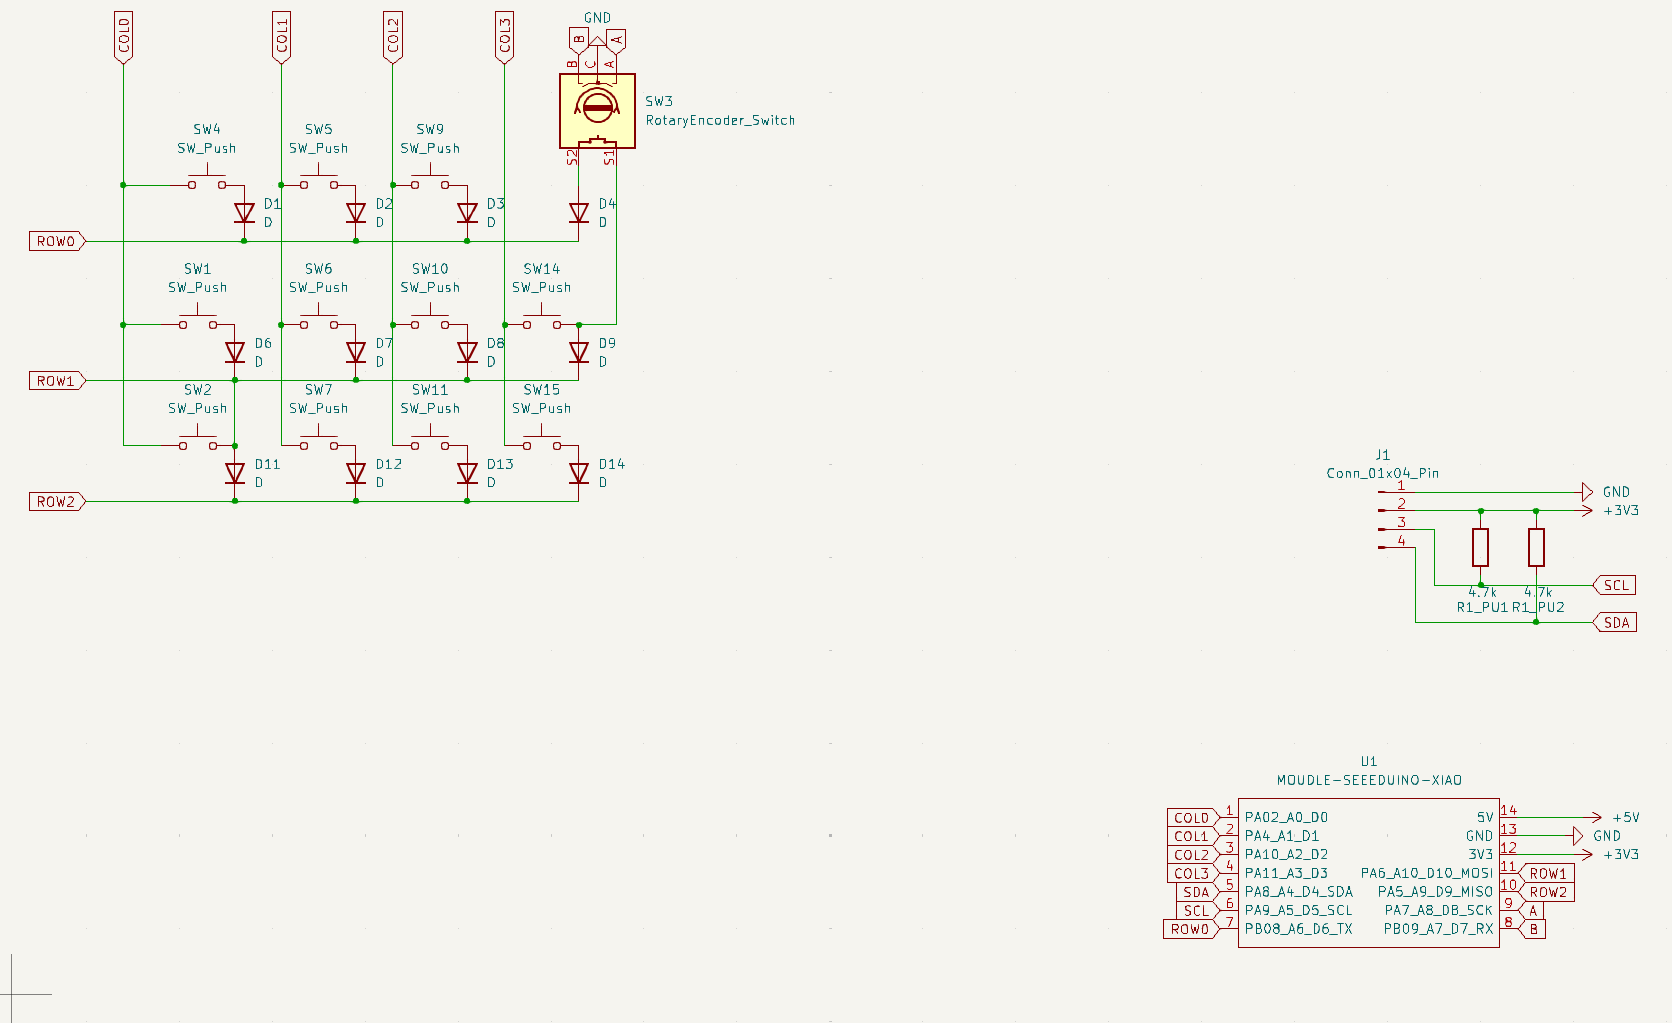 COL0
COL1
COL2
COL3
GND
B
A
B
C
A
SW3
RotaryEncoder_Switch
S2
S1
SW4
SW_Push
SW5
SW_Push
SW9
SW_Push
D1
D
D2
D
D3
D
D4
D
ROW0
SW1
SW_Push
SW6
SW_Push
SW10
SW_Push
SW14
SW_Push
D6
D
D7
D
D8
D
D9
D
ROW1
SW2
SW_Push
SW7
SW_Push
SW11
SW_Push
SW15
SW_Push
D11
D
D12
D
D13
D
D14
D
ROW2
J1
Conn_01x04_Pin
1
GND
2
+3V3
3
4
SCL
4.7k
R1_PU1
4.7k
R1_PU2
SDA
U1
MOUDLE-SEEEDUINO-XIAO
COL0 1 PA02_A0_D0 5V 14 +5V
COL1 2 PA4_A1_D1 GND 13 GND
COL2 3 PA10_A2_D2 3V3 12 +3V3
COL3 4 PA11_A3_D3 PA6_A10_D10_MOSI 11 ROW1
SDA 5 PA8_A4_D4_SDA PA5_A9_D9_MISO 10 ROW2
SCL 6 PA9_A5_D5_SCL PA7_A8_D8_SCK 9 A
ROW0 7 PB08_A6_D6_TX PB09_A7_D7_RX 8 B